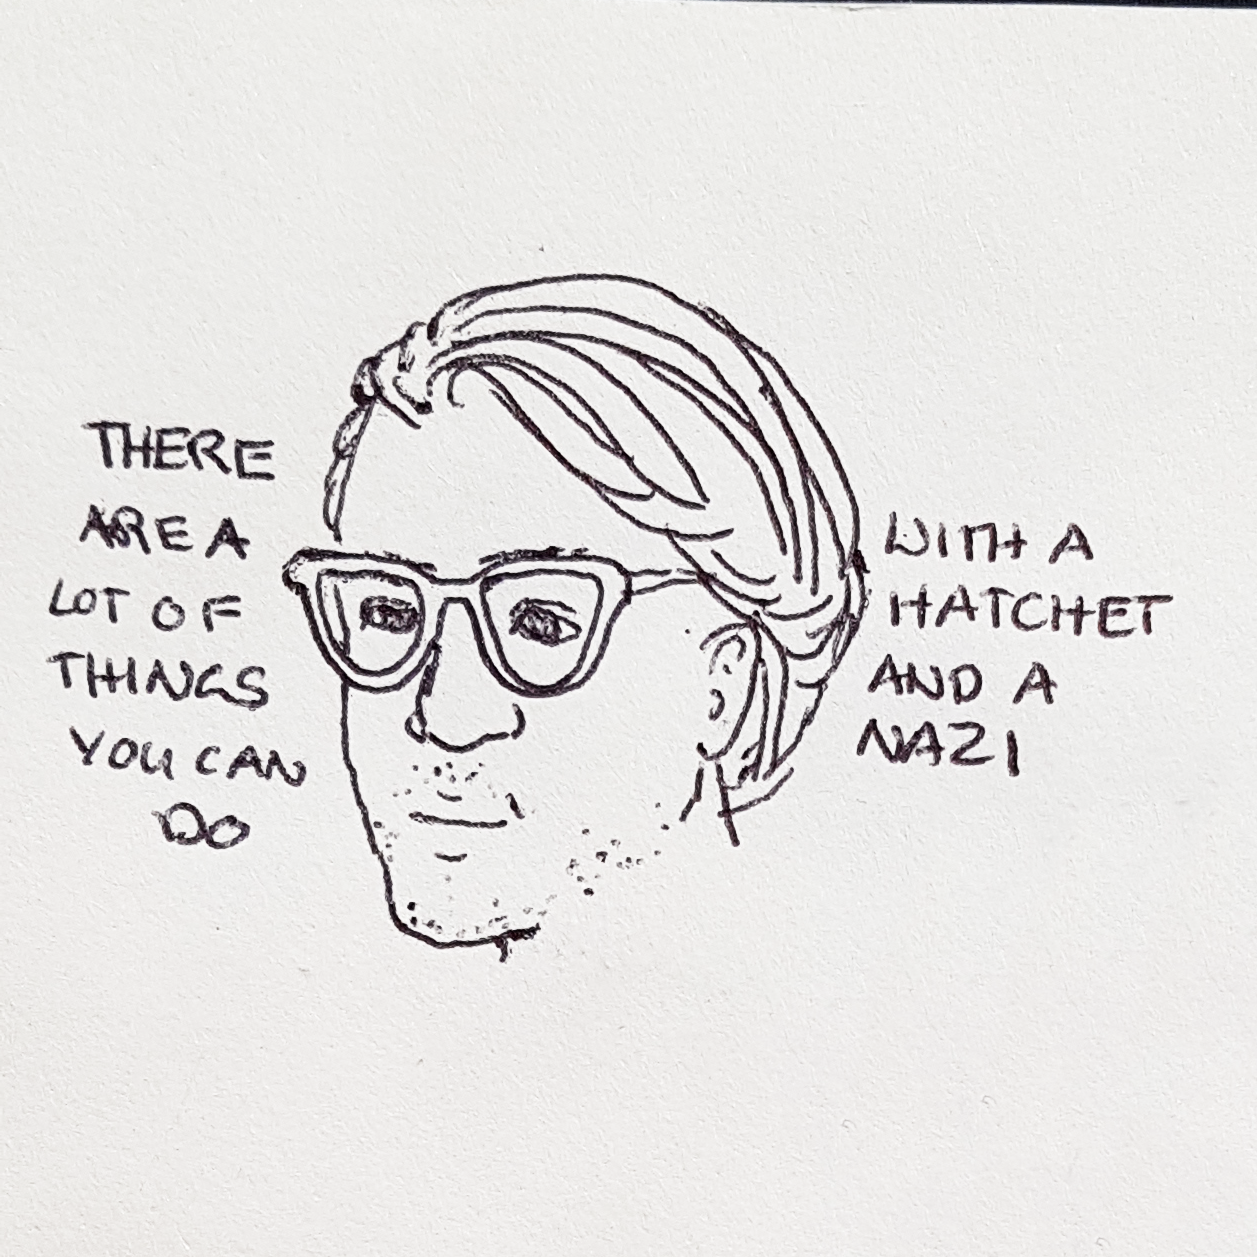 THERE
ARE A
LOT OF
THINGS
YOU CAN
DO
WITH A
HATCHET
AND A
NAZI